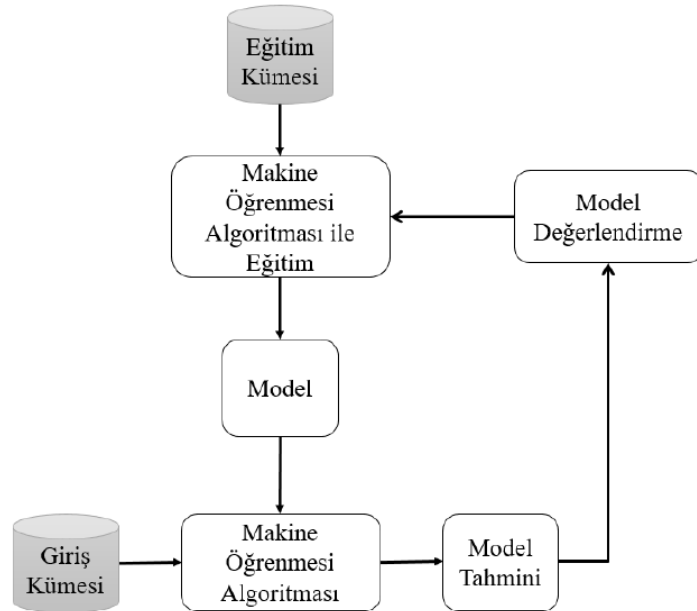 Eğitim
Kümesi
Makine
Öğrenmesi
Algoritması ile
Eğitim
Model
Değerlendirme
Model
Giriş
Kümesi
Makine
Öğrenmesi
Algoritması
Model
Tahmini